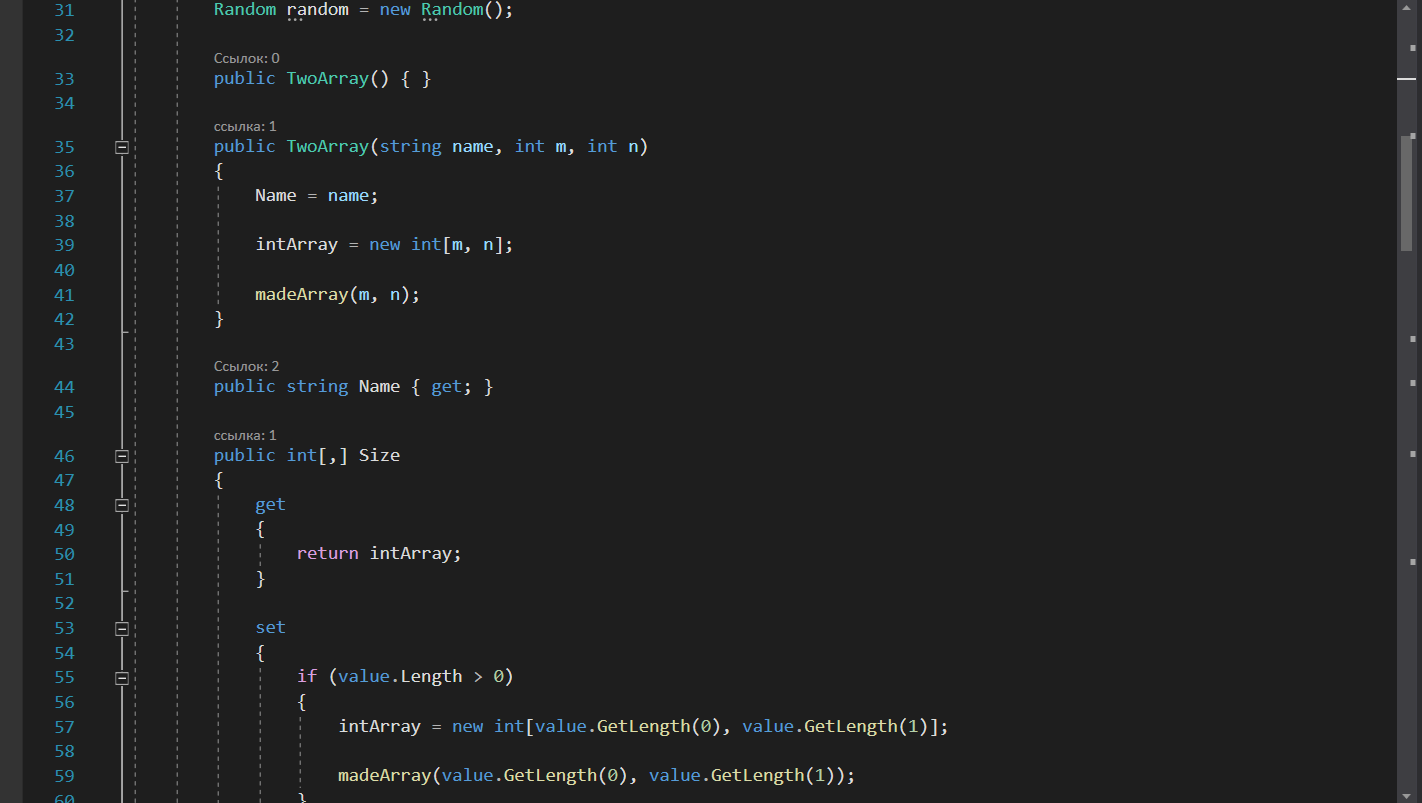 31 Random random = new Random();
32
Ссылок: 0
33 public TwoArray() { }
34
ссылка: 1
35 public TwoArray(string name, int m, int n)
36 {
37 Name = name;
38
39 intArray = new int[m, n];
40
41 madeArray(m, n);
42 }
43
Ссылок: 2
44 public string Name { get; }
45
ссылка: 1
46 public int[,] Size
47 {
48 get
49 {
50 return intArray;
51 }
52
53 set
54 {
55 if (value.Length > 0)
56 {
57 intArray = new int[value.GetLength(0), value.GetLength(1)];
58
59 madeArray(value.GetLength(0), value.GetLength(1));
60 }